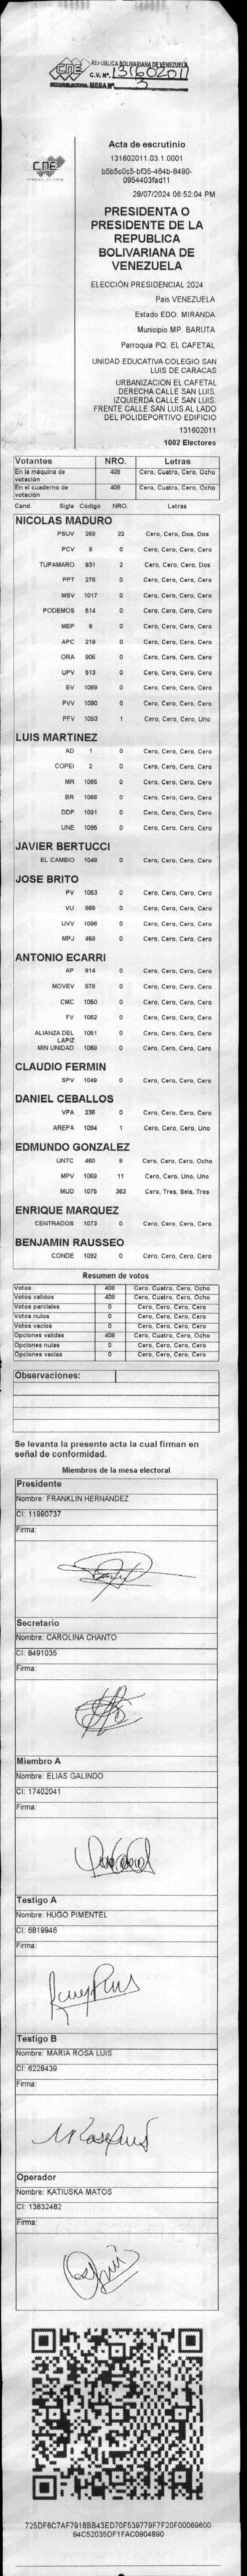 CNE
REPUBLICA BOLIVARIANA DE VENEZUELA
C.V. Nº. 131602011
MESA Nº. 3
Acta de escrutinio
131602011.03.1.0001
b5b5c0c5-bf35-464b-8490-
0954403fad11
28/07/2024 06:52:04 PM
PRESIDENTA O
PRESIDENTE DE LA
REPUBLICA
BOLIVARIANA DE
VENEZUELA
ELECCIÓN PRESIDENCIAL 2024
Pais VENEZUELA
Estado EDO. MIRANDA
Municipio MP. BARUTA
Parroquia PQ. EL CAFETAL
UNIDAD EDUCATIVA COLEGIO SAN
LUIS DE CARACAS
URBANIZACION EL CAFETAL
DERECHA CALLE SAN LUIS.
IZQUIERDA CALLE SAN LUIS.
FRENTE CALLE SAN LUIS AL LADO
DEL POLIDEPORTIVO EDIFICIO
131602011
1002 Electores
Votantes NRO. Letras
En la máquina de votación 408 Cero, Cuatro, Cero, Ocho
En el cuaderno de votación 408 Cero, Cuatro, Cero, Ocho
Cand. Sigla Código NRO. Letras
NICOLAS MADURO
PSUV 269 22 Cero, Cero, Dos, Dos
PCV 9 0 Cero, Cero, Cero, Cero
TUPAMARO 931 2 Cero, Cero, Cero, Dos
PPT 276 0 Cero, Cero, Cero, Cero
MSV 1017 0 Cero, Cero, Cero, Cero
PODEMOS 514 0 Cero, Cero, Cero, Cero
MEP 6 0 Cero, Cero, Cero, Cero
APC 219 0 Cero, Cero, Cero, Cero
ORA 906 0 Cero, Cero, Cero, Cero
UPV 513 0 Cero, Cero, Cero, Cero
EV 1089 0 Cero, Cero, Cero, Cero
PVV 1090 0 Cero, Cero, Cero, Cero
PFV 1093 1 Cero, Cero, Cero, Uno
LUIS MARTINEZ
AD 1 0 Cero, Cero, Cero, Cero
COPEI 2 0 Cero, Cero, Cero, Cero
MR 1065 0 Cero, Cero, Cero, Cero
BR 1066 0 Cero, Cero, Cero, Cero
DDP 1091 0 Cero, Cero, Cero, Cero
UNE 1095 0 Cero, Cero, Cero, Cero
JAVIER BERTUCCI
EL CAMBIO 1048 0 Cero, Cero, Cero, Cero
JOSE BRITO
PV 1053 0 Cero, Cero, Cero, Cero
VU 868 0 Cero, Cero, Cero, Cero
UVV 1096 0 Cero, Cero, Cero, Cero
MPJ 458 0 Cero, Cero, Cero, Cero
ANTONIO ECARRI
AP 814 0 Cero, Cero, Cero, Cero
MOVEV 878 0 Cero, Cero, Cero, Cero
CMC 1050 0 Cero, Cero, Cero, Cero
FV 1062 0 Cero, Cero, Cero, Cero
ALIANZA DEL LAPIZ 1051 0 Cero, Cero, Cero, Cero
MIN UNIDAD 1068 0 Cero, Cero, Cero, Cero
CLAUDIO FERMIN
SPV 1049 0 Cero, Cero, Cero, Cero
DANIEL CEBALLOS
VPA 236 0 Cero, Cero, Cero, Cero
AREPA 1094 1 Cero, Cero, Cero, Uno
EDMUNDO GONZALEZ
UNTC 460 8 Cero, Cero, Cero, Ocho
MPV 1069 11 Cero, Cero, Uno, Uno
MUD 1075 363 Cero, Tres, Seis, Tres
ENRIQUE MARQUEZ
CENTRADOS 1073 0 Cero, Cero, Cero, Cero
BENJAMIN RAUSSEO
CONDE 1092 0 Cero, Cero, Cero, Cero
Resumen de votos
Votos 408 Cero, Cuatro, Cero, Ocho
Votos validos 408 Cero, Cuatro, Cero, Ocho
Votos parciales 0 Cero, Cero, Cero, Cero
Votos nulos 0 Cero, Cero, Cero, Cero
Votos vacios 0 Cero, Cero, Cero, Cero
Opciones validas 408 Cero, Cuatro, Cero, Ocho
Opciones nulas 0 Cero, Cero, Cero, Cero
Opciones vacias 0 Cero, Cero, Cero, Cero
Observaciones:
Se levanta la presente acta la cual firman en
señal de conformidad.
Miembros de la mesa electoral
Presidente
Nombre: FRANKLIN HERNANDEZ
CI: 11990737
Firma:
Secretario
Nombre: CAROLINA CHANTO
CI: 8491035
Firma:
Miembro A
Nombre: ELIAS GALINDO
CI: 17402041
Firma:
Testigo A
Nombre: HUGO PIMENTEL
CI: 6819946
Firma:
Testigo B
Nombre: MARIA ROSA LUIS
CI: 6228439
Firma:
Operador
Nombre: KATIUSKA MATOS
CI: 13832482
Firma:
725DF6C7AF7918BB43ED70F539779F7F20F00069600
94C52035DF1FAC0904890